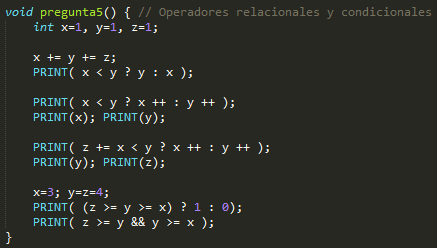 void pregunta5() { // Operadores relacionales y condicionales
int x=1, y=1, z=1;
x += y += z;
PRINT( x < y ? y : x );
PRINT( x < y ? x ++ : y ++ );
PRINT(x); PRINT(y);
PRINT( z += x < y ? x ++ : y ++ );
PRINT(y); PRINT(z);
x=3; y=z=4;
PRINT( (z >= y >= x) ? 1 : 0);
PRINT( z >= y && y >= x );
}